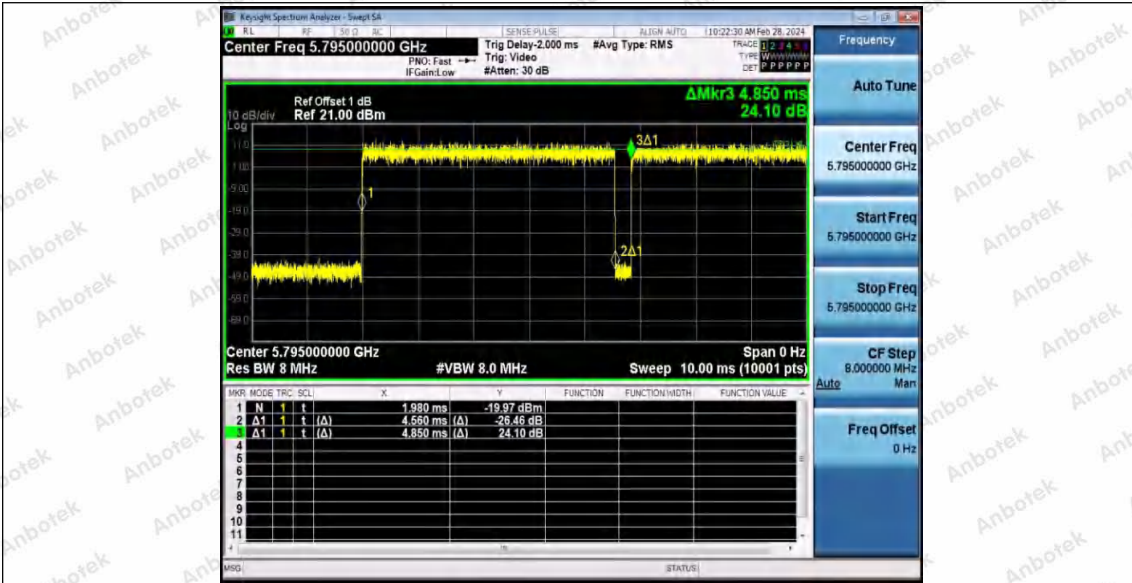 Keysight Spectrum Analyzer - Swept SA
RL RF 50 Ω AC SENSE:PULSE ALIGN AUTO 10:22:30 AM Feb 28, 2024
Center Freq 5.795000000 GHz
PNO: Fast
IFGain:Low
Trig Delay-2.000 ms
Trig: Video
#Atten: 30 dB
#Avg Type: RMS
TRACE 1 2 3 4 5 6
TYPE WWWWWW
DET P P P P P P
ΔMkr3 4.850 ms
24.10 dB
Ref Offset 1 dB
10 dB/div Ref 21.00 dBm
Log
11.0
1.00
-9.00
-19.0
-29.0
-39.0
-49.0
-59.0
-69.0
1
2Δ1
3Δ1
Center 5.795000000 GHz Span 0 Hz
Res BW 8 MHz #VBW 8.0 MHz Sweep 10.00 ms (10001 pts)
MKR MODE TRC SCL X Y FUNCTION FUNCTION WIDTH FUNCTION VALUE
1 N 1 t 1.980 ms -19.97 dBm
2 Δ1 1 t (Δ) 4.560 ms (Δ) -26.46 dB
3 Δ1 1 t (Δ) 4.850 ms (Δ) 24.10 dB
4
5
6
7
8
9
10
11
MSG STATUS
Frequency
Auto Tune
Center Freq
5.795000000 GHz
Start Freq
5.795000000 GHz
Stop Freq
5.795000000 GHz
CF Step
8.000000 MHz
Auto Man
Freq Offset
0 Hz
Anbotek